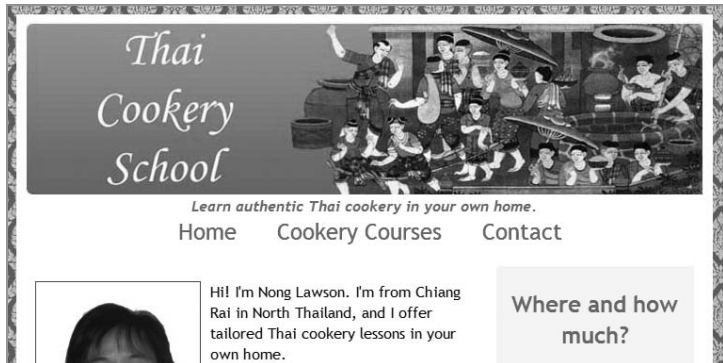 Thai
Cookery
School
Learn authentic Thai cookery in your own home.
Home Cookery Courses Contact
Hi! I'm Nong Lawson. I'm from Chiang
Rai in North Thailand, and I offer
tailored Thai cookery lessons in your
own home.
Where and how
much?